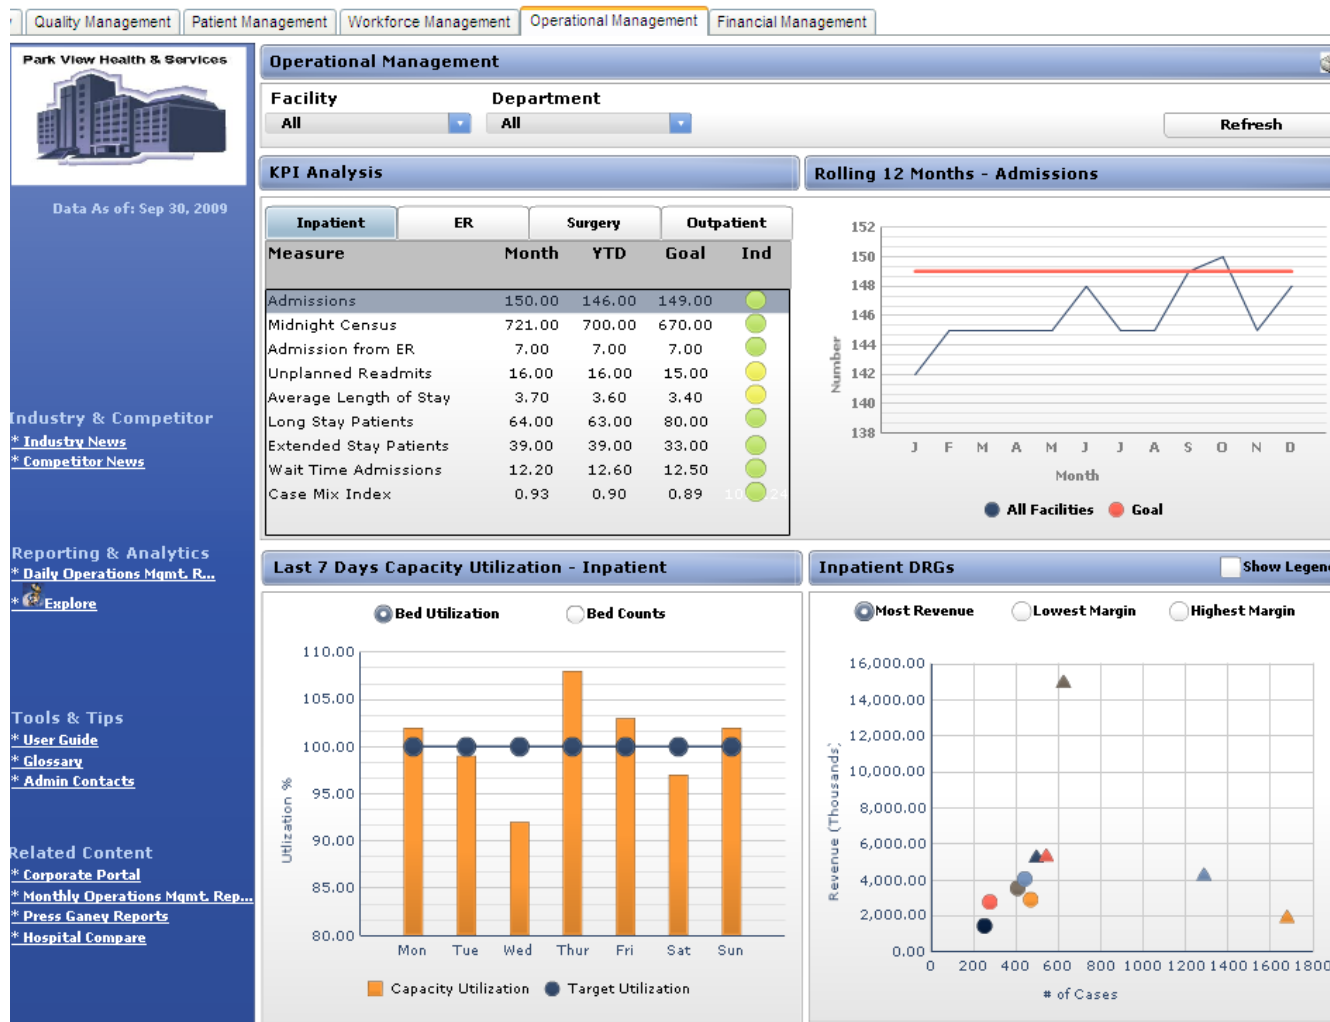 Quality Management Patient Management Workforce Management Operational Management Financial Management
Park View Health & Services
Data As of: Sep 30, 2009
Industry & Competitor
* Industry News
* Competitor News
Reporting & Analytics
* Daily Operations Mgmt. R...
* Explore
Tools & Tips
* User Guide
* Glossary
* Admin Contacts
Related Content
* Corporate Portal
* Monthly Operations Mgmt. Rep...
* Press Ganey Reports
* Hospital Compare
Operational Management
Facility Department
All All
Refresh
KPI Analysis
Inpatient ER Surgery Outpatient
Measure Month YTD Goal Ind
Admissions 150.00 146.00 149.00
Midnight Census 721.00 700.00 670.00
Admission from ER 7.00 7.00 7.00
Unplanned Readmits 16.00 16.00 15.00
Average Length of Stay 3.70 3.60 3.40
Long Stay Patients 64.00 63.00 80.00
Extended Stay Patients 39.00 39.00 33.00
Wait Time Admissions 12.20 12.60 12.50
Case Mix Index 0.93 0.90 0.89
Rolling 12 Months - Admissions
152
150
148
146
144
142
140
138
Number
J F M A M J J A S O N D
Month
All Facilities Goal
Last 7 Days Capacity Utilization - Inpatient
Bed Utilization Bed Counts
110.00
105.00
100.00
95.00
90.00
85.00
80.00
Utlization %
Mon Tue Wed Thur Fri Sat Sun
Capacity Utilization Target Utilization
Inpatient DRGs
Show Legen
Most Revenue Lowest Margin Highest Margin
16,000.00
14,000.00
12,000.00
10,000.00
8,000.00
6,000.00
4,000.00
2,000.00
0.00
Revenue (Thousands)
0 200 400 600 800 1000 1200 1400 1600 1800
# of Cases